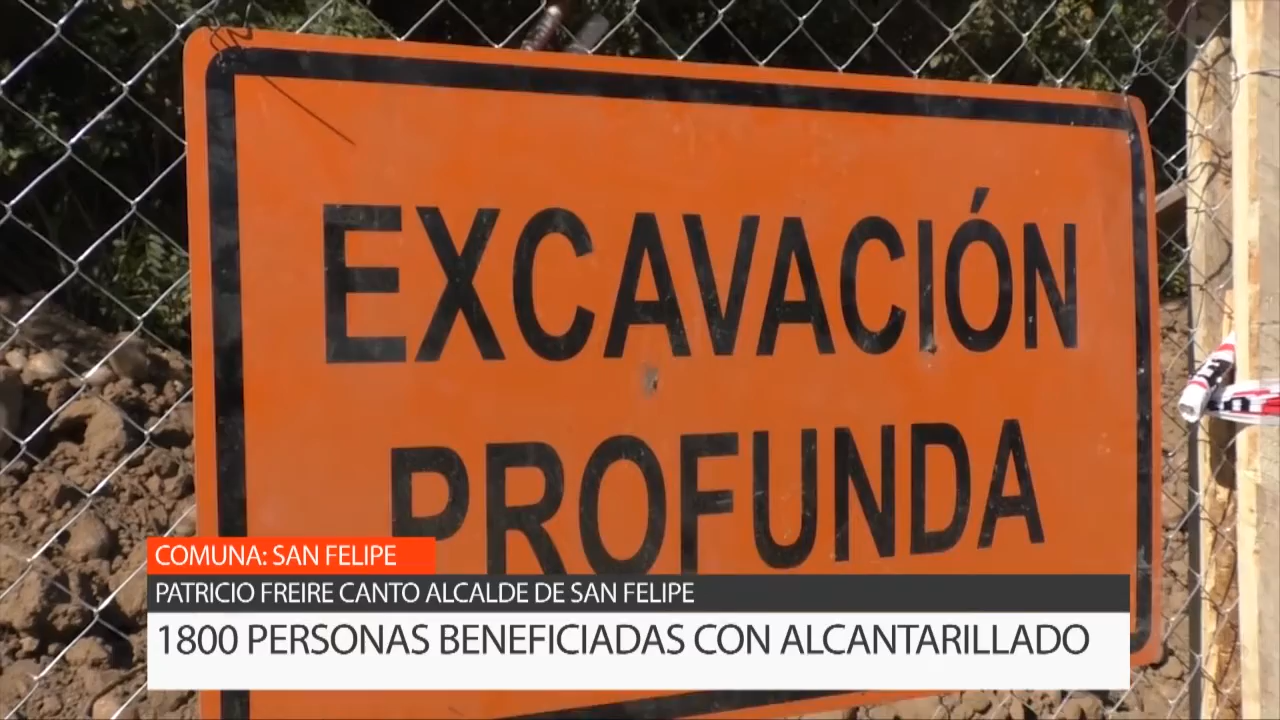 EXCAVACIÓN
PROFUNDA
COMUNA: SAN FELIPE
PATRICIO FREIRE CANTO ALCALDE DE SAN FELIPE
1800 PERSONAS BENEFICIADAS CON ALCANTARILLADO